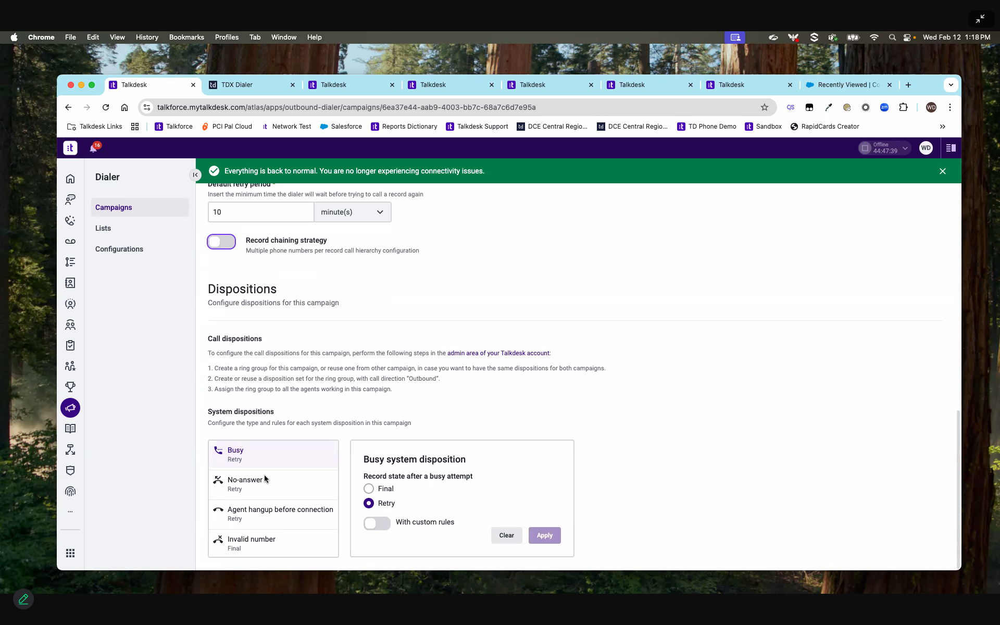 Chrome File Edit View History Bookmarks Profiles Tab Window Help Wed Feb 12 1:18 PM
Talkdesk TDX Dialer Talkdesk Talkdesk Talkdesk Talkdesk Talkdesk Recently Viewed | Co
talkforce.mytalkdesk.com/atlas/apps/outbound-dialer/campaigns/6ea37e44-aab9-4003-bb7c-68a7c6d7e95a C/S zm WD
Talkdesk Links Talkforce PCI Pal Cloud Network Test Salesforce Reports Dictionary Talkdesk Support DCE Central Regio... DCE Central Regio... TD Phone Demo Sandbox RapidCards Creator
16 Offline WD
44:47:39
Everything is back to normal. You are no longer experiencing connectivity issues.
Dialer
Campaigns
Lists
Configurations
Default retry period *
Insert the minimum time the dialer will wait before trying to call a record again
10 minute(s)
Record chaining strategy
Multiple phone numbers per record call hierarchy configuration
Dispositions
Configure dispositions for this campaign
Call dispositions
To configure the call dispositions for this campaign, perform the following steps in the admin area of your Talkdesk account:
1. Create a ring group for this campaign, or reuse one from other campaign, in case you want to have the same dispositions for both campaigns.
2. Create or reuse a disposition set for the ring group, with call direction "Outbound".
3. Assign the ring group to all the agents working in this campaign.
System dispositions
Configure the type and rules for each system disposition in this campaign
Busy
Retry
No-answer
Retry
Agent hangup before connection
Retry
Invalid number
Final
Busy system disposition
Record state after a busy attempt
Final
Retry
With custom rules
Clear Apply